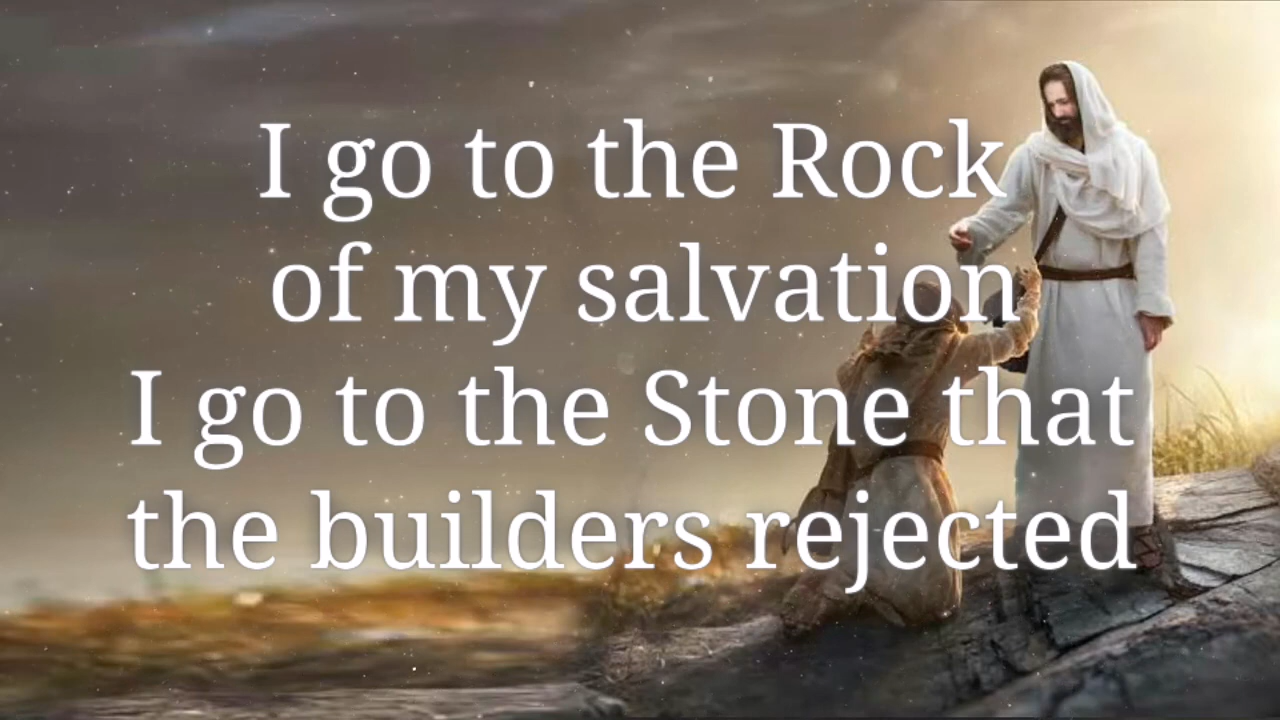 I go to the Rock
of my salvation
I go to the Stone that
the builders rejected